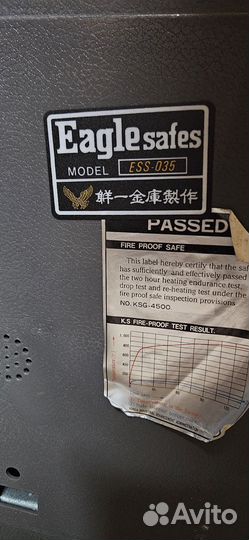 Eagle safes
MODEL ESS-035
鮮一金庫製作
PASSED
FIRE PROOF SAFE
This label hereby certify that the saf
has sufficiently and effectively passed
the two hour heating endurance test,
drop test and re-heating test under the
fire proof safe inspection provisions
NO. KSG-4500
K.S FIRE-PROOF TEST RESULT.
Avito